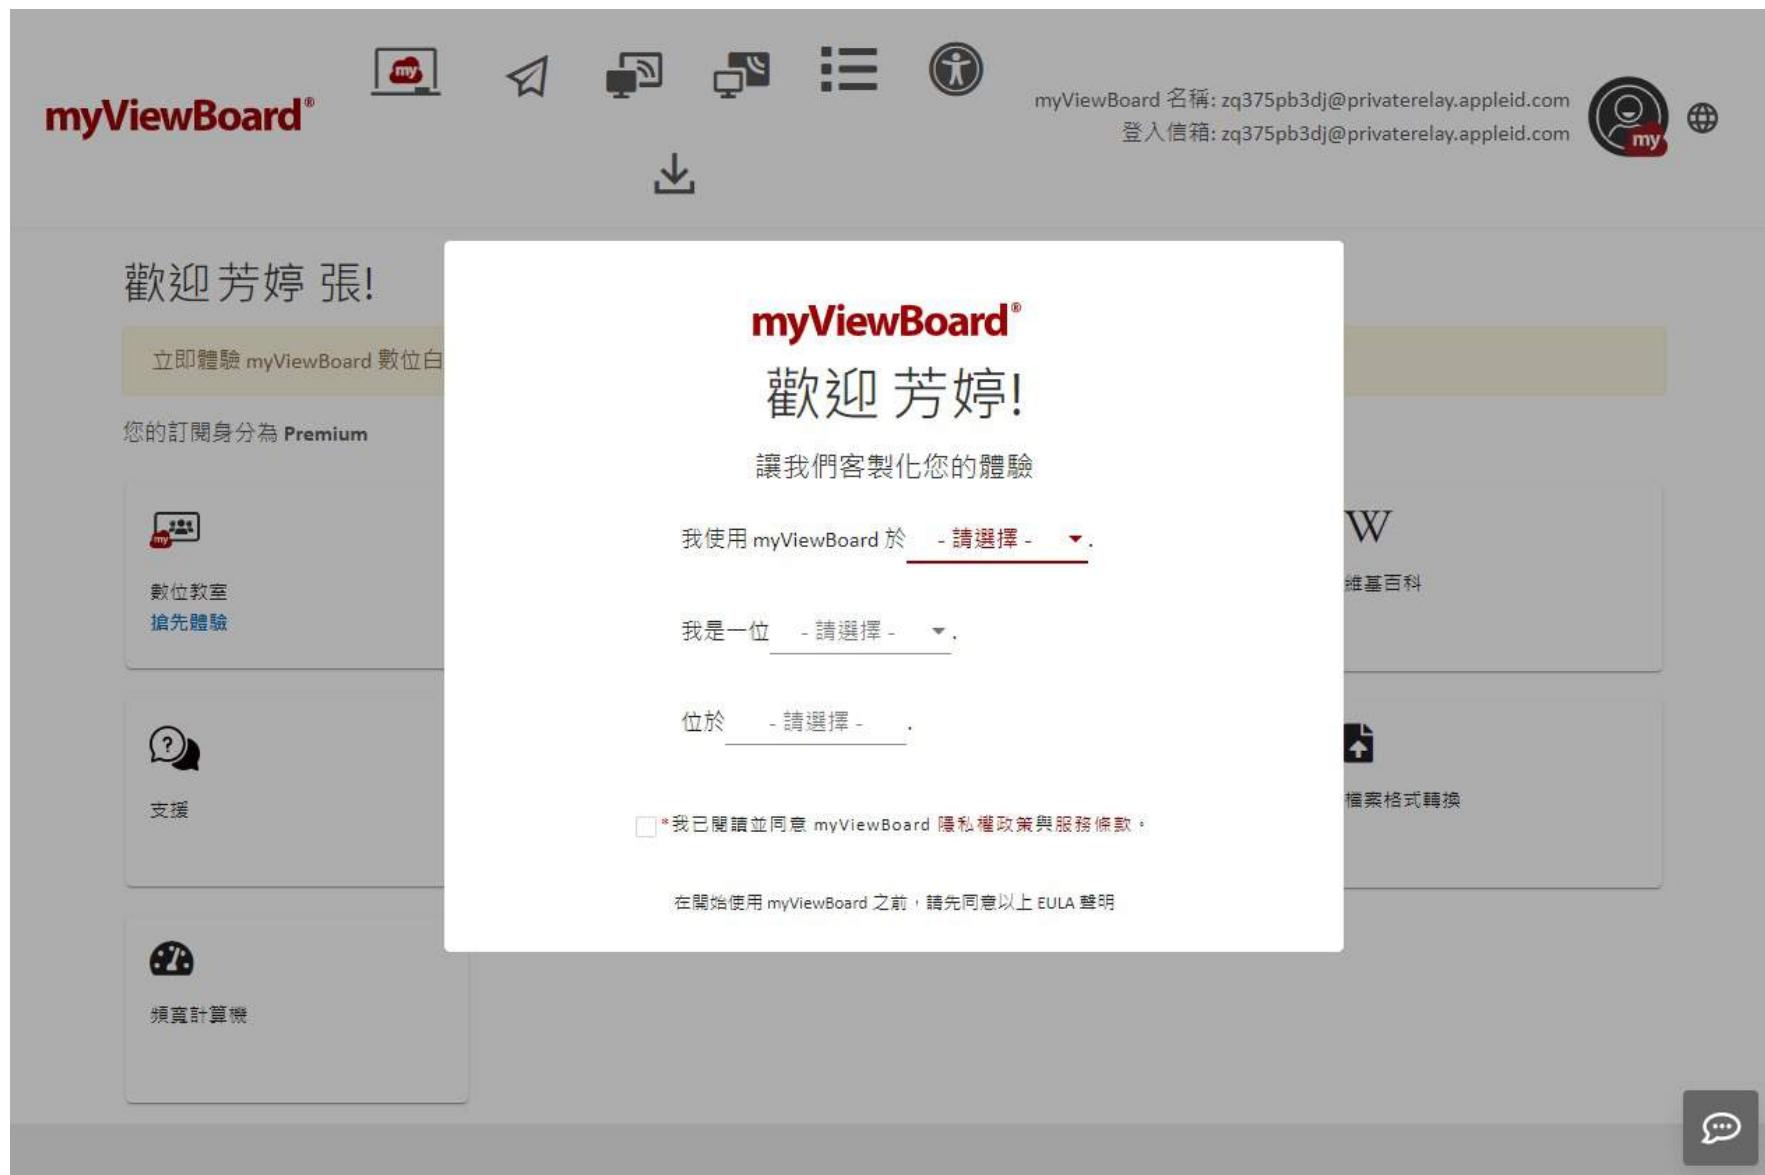 my
myViewBoard®
myViewBoard 名稱: zq375pb3dj@privaterelay.appleid.com
登入信箱: zq375pb3dj@privaterelay.appleid.com
my
歡迎 芳婷 張!
立即體驗 myViewBoard 數位白
您的訂閱身分為 Premium
my
數位教室
搶先體驗
支援
頻寬計算機
myViewBoard®
歡迎 芳婷!
讓我們客製化您的體驗
我使用 myViewBoard 於 - 請選擇 - .
我是一位 - 請選擇 - .
位於 - 請選擇 - .
*我已閱讀並同意 myViewBoard 隱私權政策與服務條款。
在開始使用 myViewBoard 之前，請先同意以上 EULA 聲明
W
維基百科
檔案格式轉換